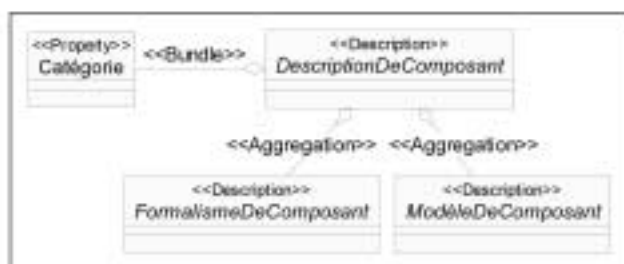 <<Property>>
Catégorie
<<Bundle>>
<<Description>>
DescriptionDeComposant
<<Aggregation>>
<<Aggregation>>
<<Description>>
FormalismeDeComposant
<<Description>>
ModèleDeComposant